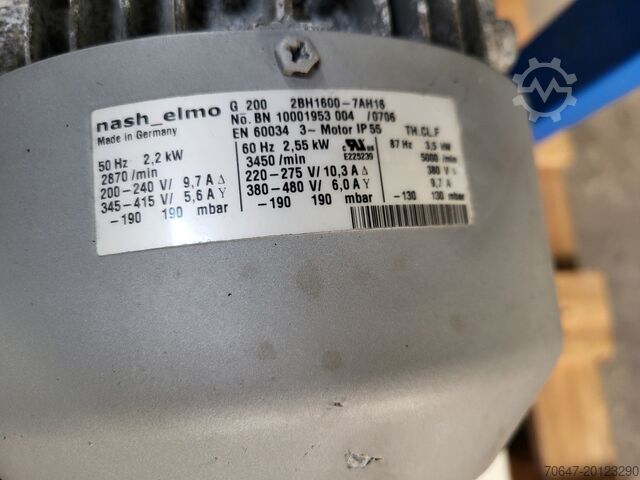 nash_elmo G 200 2BH1600-7AH16
Made in Germany No. BN 10001953 004 /0706
EN 60034 3~ Motor IP 55 TH.CL.F
50 Hz 2,2 kW
2870 /min
200-240 V/ 9,7 A Δ
345-415 V/ 5,6 A Y
-190 190 mbar
60 Hz 2,55 kW
3450 /min
220-275 V/ 10,3 A Δ
380-480 V/ 6,0 A Y
-190 190 mbar
c RU us
E225239
87 Hz 3,5 kW
5000 /min
380 V Δ
9,7 A
-130 130 mbar
70647-20123290